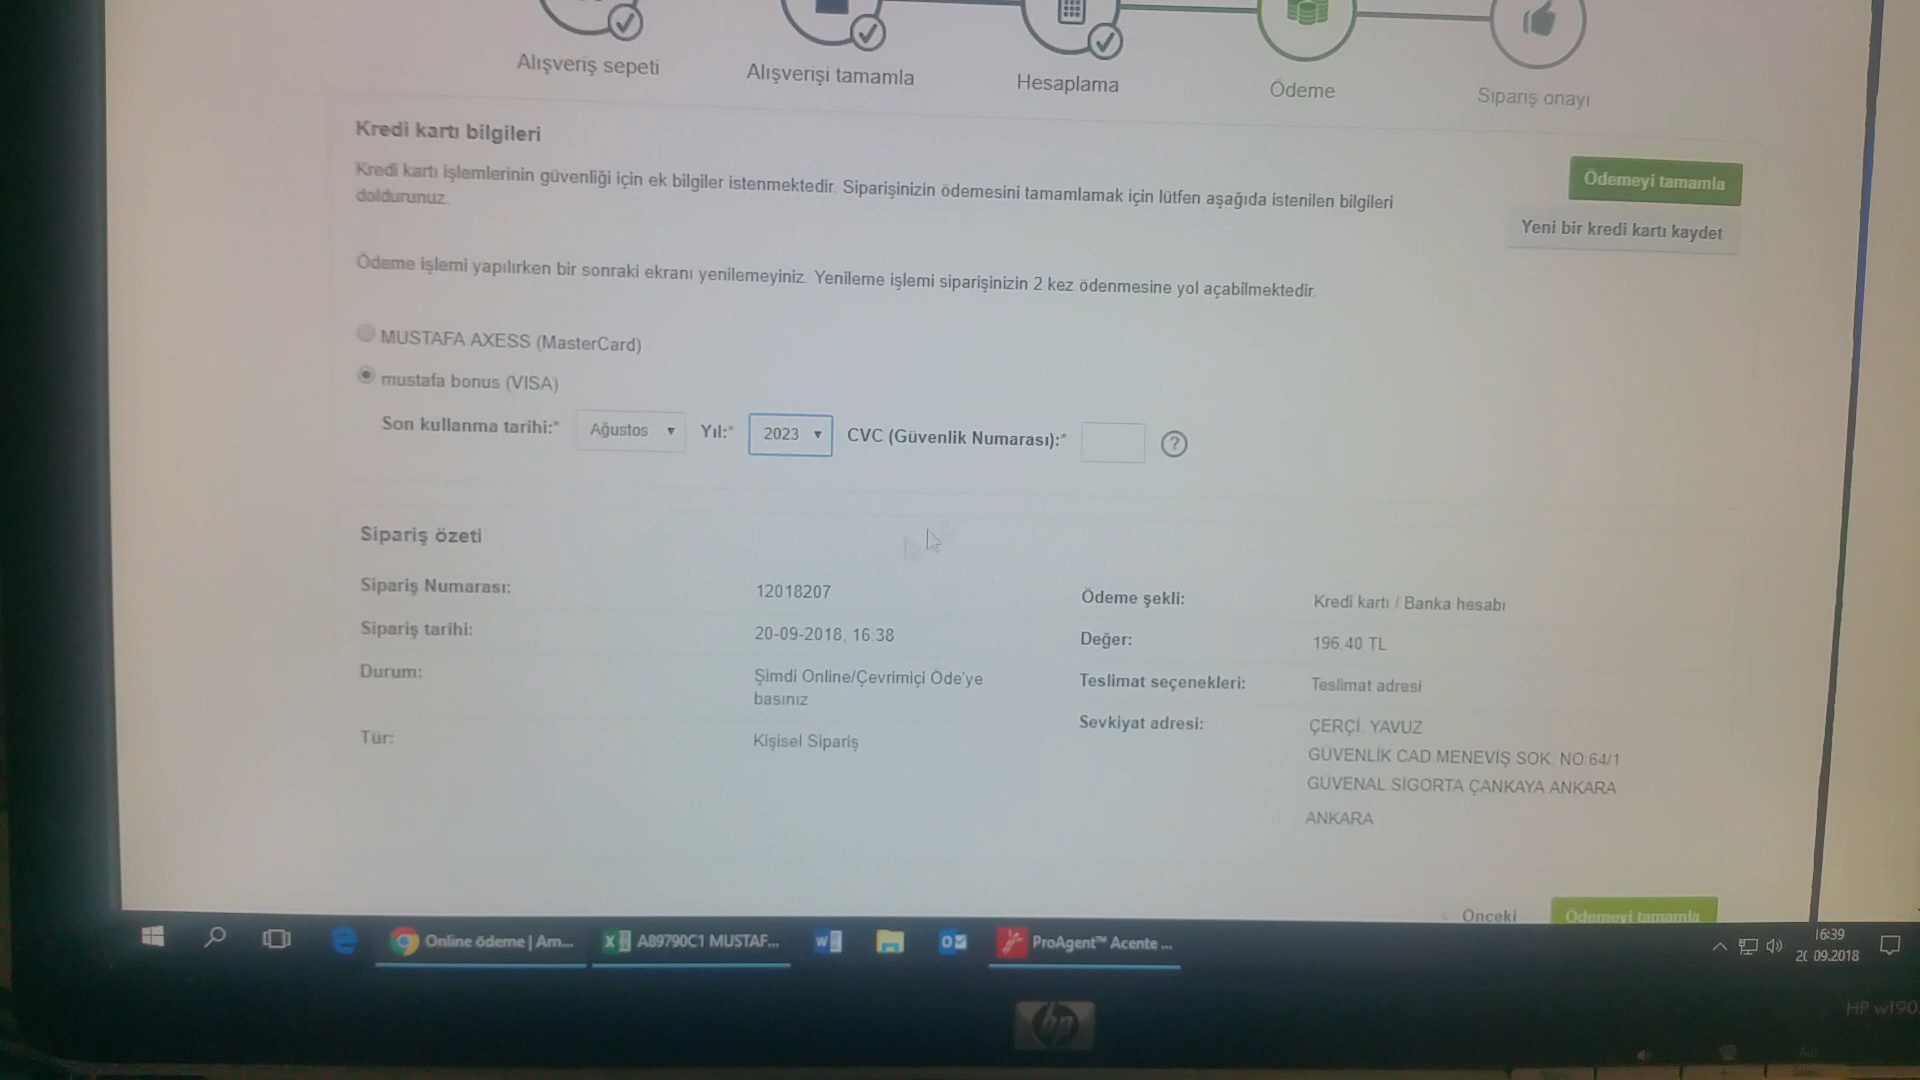 Alışveriş sepeti
Alışverişi tamamla
Hesaplama
Ödeme
Sipariş onayı
Kredi kartı bilgileri
Kredi kartı işlemlerinin güvenliği için ek bilgiler istenmektedir. Siparişinizin ödemesini tamamlamak için lütfen aşağıda istenilen bilgileri
doldurunuz.
Ödemeyi tamamla
Yeni bir kredi kartı kaydet
Ödeme işlemi yapılırken bir sonraki ekranı yenilemeyiniz. Yenileme işlemi siparişinizin 2 kez ödenmesine yol açabilmektedir.
MUSTAFA AXESS (MasterCard)
mustafa bonus (VISA)
Son kullanma tarihi:* Ağustos Yıl:* 2023 CVC (Güvenlik Numarası):* ?
Sipariş özeti
Sipariş Numarası: 12018207
Ödeme şekli: Kredi kartı / Banka hesabı
Sipariş tarihi: 20-09-2018, 16:38
Değer: 196,40 TL
Durum: Şimdi Online/Çevrimiçi Öde'ye
basınız
Teslimat seçenekleri: Teslimat adresi
Tür: Kişisel Sipariş
Sevkiyat adresi: ÇERÇİ, YAVUZ
GÜVENLİK CAD MENEVİŞ SOK. NO:64/1
GÜVENAL SİGORTA ÇANKAYA ANKARA
ANKARA
Önceki
Ödemeyi tamamla
Online ödeme | Am...
A89790C1 MUSTAF...
ProAgent™ Acente ...
16:39
20.09.2018
hp
HP w190